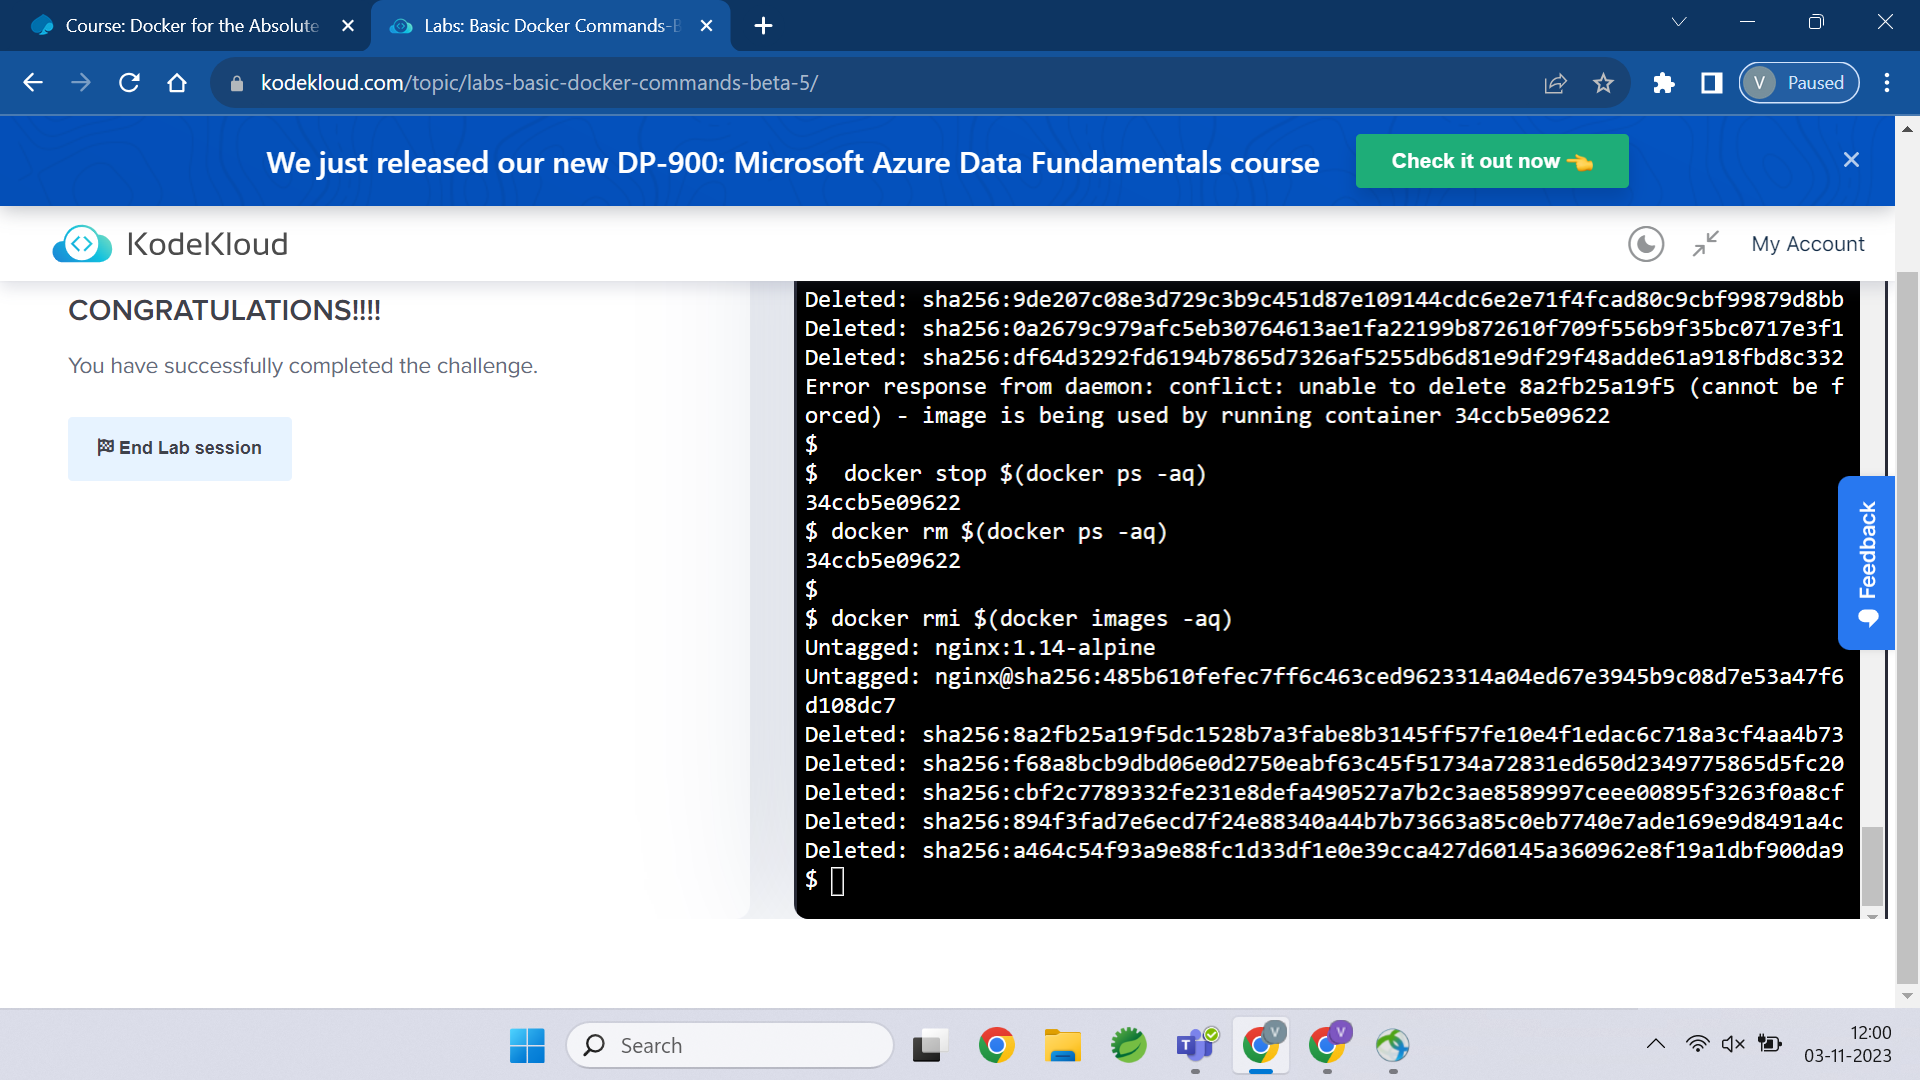 Course: Docker for the Absolute
Labs: Basic Docker Commands-B
kodekloud.com/topic/labs-basic-docker-commands-beta-5/
V Paused
We just released our new DP-900: Microsoft Azure Data Fundamentals course
Check it out now
KodeKloud
My Account
CONGRATULATIONS!!!!
You have successfully completed the challenge.
End Lab session
Deleted: sha256:9de207c08e3d729c3b9c451d87e109144cdc6e2e71f4fcad80c9cbf99879d8bb
Deleted: sha256:0a2679c979afc5eb30764613ae1fa22199b872610f709f556b9f35bc0717e3f1
Deleted: sha256:df64d3292fd6194b7865d7326af5255db6d81e9df29f48adde61a918fbd8c332
Error response from daemon: conflict: unable to delete 8a2fb25a19f5 (cannot be f
orced) - image is being used by running container 34ccb5e09622
$
$  docker stop $(docker ps -aq)
34ccb5e09622
$ docker rm $(docker ps -aq)
34ccb5e09622
$
$ docker rmi $(docker images -aq)
Untagged: nginx:1.14-alpine
Untagged: nginx@sha256:485b610fefec7ff6c463ced9623314a04ed67e3945b9c08d7e53a47f6
d108dc7
Deleted: sha256:8a2fb25a19f5dc1528b7a3fabe8b3145ff57fe10e4f1edac6c718a3cf4aa4b73
Deleted: sha256:f68a8bcb9dbd06e0d2750eabf63c45f51734a72831ed650d2349775865d5fc20
Deleted: sha256:cbf2c7789332fe231e8defa490527a7b2c3ae8589997ceee00895f3263f0a8cf
Deleted: sha256:894f3fad7e6ecd7f24e88340a44b7b73663a85c0eb7740e7ade169e9d8491a4c
Deleted: sha256:a464c54f93a9e88fc1d33df1e0e39cca427d60145a360962e8f19a1dbf900da9
$
Feedback
Search
12:00
03-11-2023